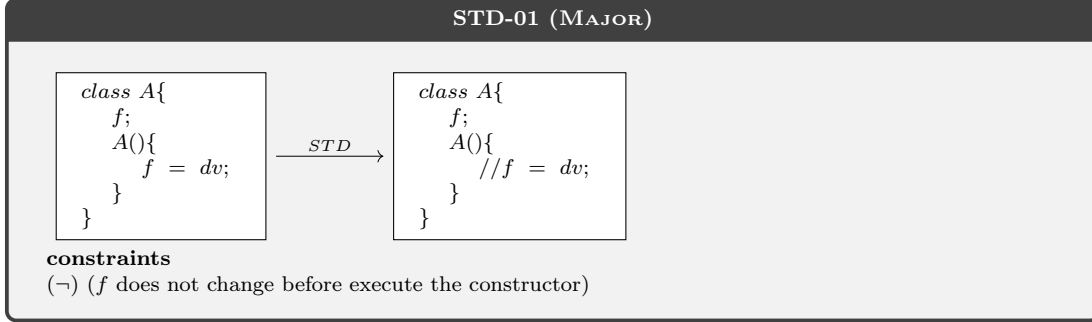 STD-01 (Major)
class A{
f;
A(){
f = dv;
}
}
STD
class A{
f;
A(){
//f = dv;
}
}
constraints
(¬) (f does not change before execute the constructor)